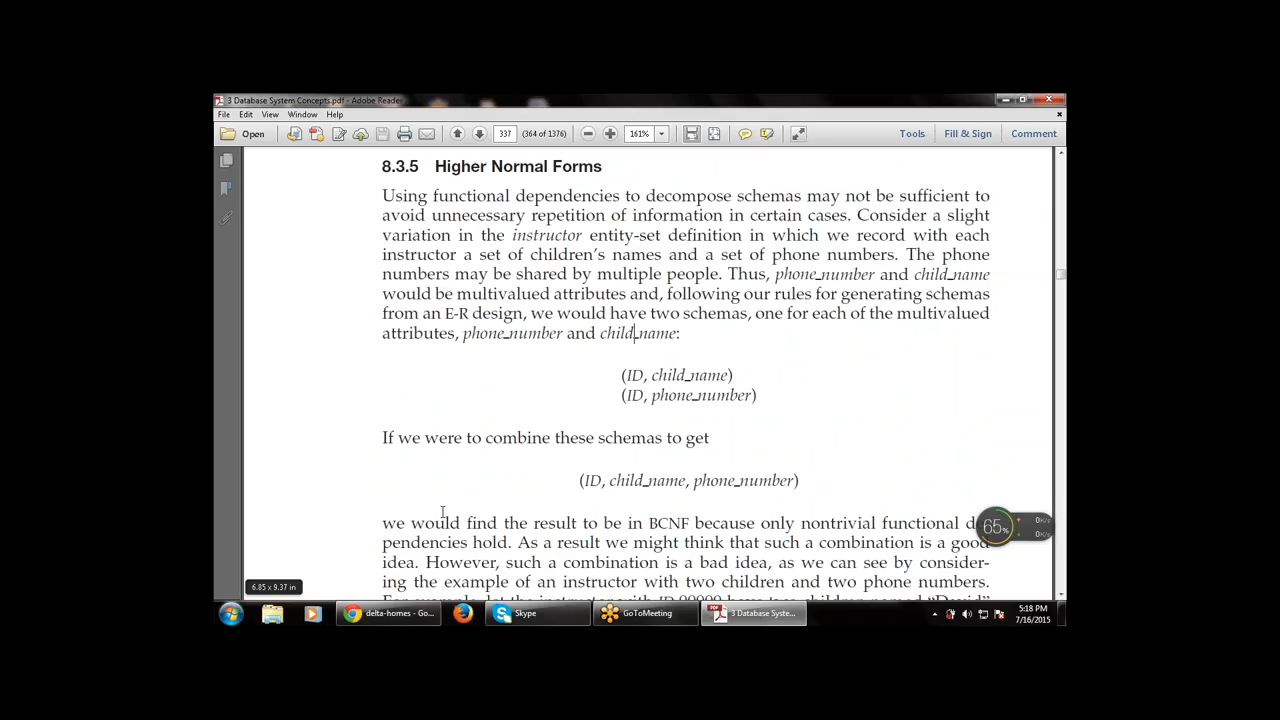 3 Database System Concepts.pdf - Adobe Reader
File Edit View Window Help
Open 337 (364 of 1376) 161% Tools Fill & Sign Comment
8.3.5 Higher Normal Forms
Using functional dependencies to decompose schemas may not be sufficient to
avoid unnecessary repetition of information in certain cases. Consider a slight
variation in the instructor entity-set definition in which we record with each
instructor a set of children's names and a set of phone numbers. The phone
numbers may be shared by multiple people. Thus, phone_number and child_name
would be multivalued attributes and, following our rules for generating schemas
from an E-R design, we would have two schemas, one for each of the multivalued
attributes, phone_number and child_name:
(ID, child_name)
(ID, phone_number)
If we were to combine these schemas to get
(ID, child_name, phone_number)
we would find the result to be in BCNF because only nontrivial functional d
pendencies hold. As a result we might think that such a combination is a good
idea. However, such a combination is a bad idea, as we can see by consider-
ing the example of an instructor with two children and two phone numbers.
65%
0K/s
0K/s
6.85 x 9.37 in
delta-homes - Go... Skype GoToMeeting 3 Database Syste...
5:18 PM
7/16/2015